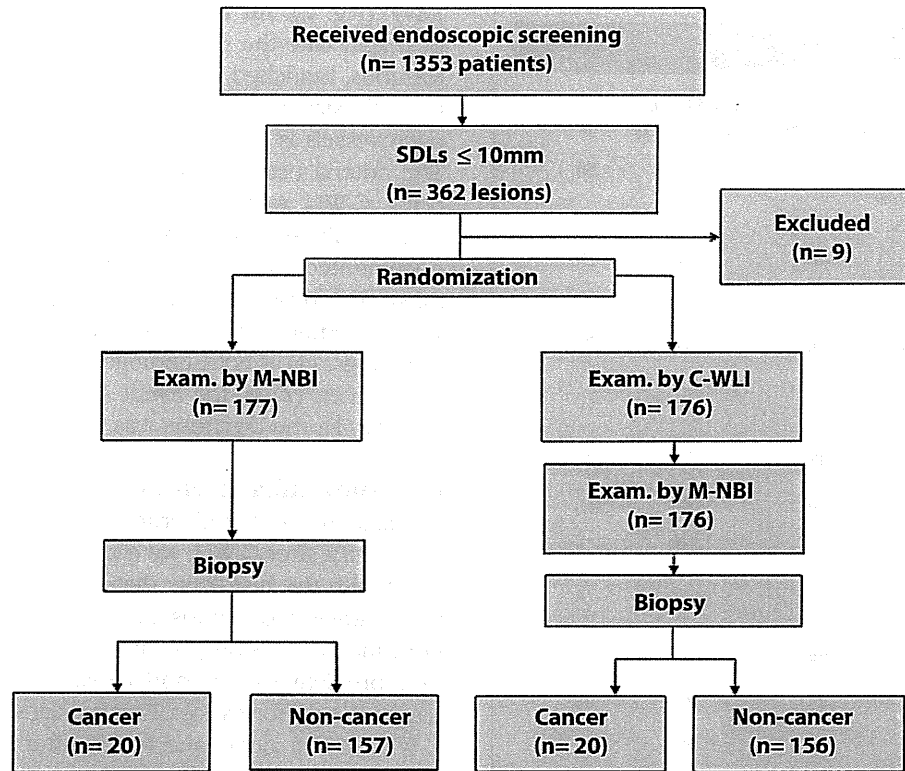 Received endoscopic screening
(n= 1353 patients)
SDLs ≤ 10mm
(n= 362 lesions)
Excluded
(n= 9)
Randomization
Exam. by M-NBI
(n= 177)
Exam. by C-WLI
(n= 176)
Exam. by M-NBI
(n= 176)
Biopsy
Biopsy
Cancer
(n= 20)
Non-cancer
(n= 157)
Cancer
(n= 20)
Non-cancer
(n= 156)